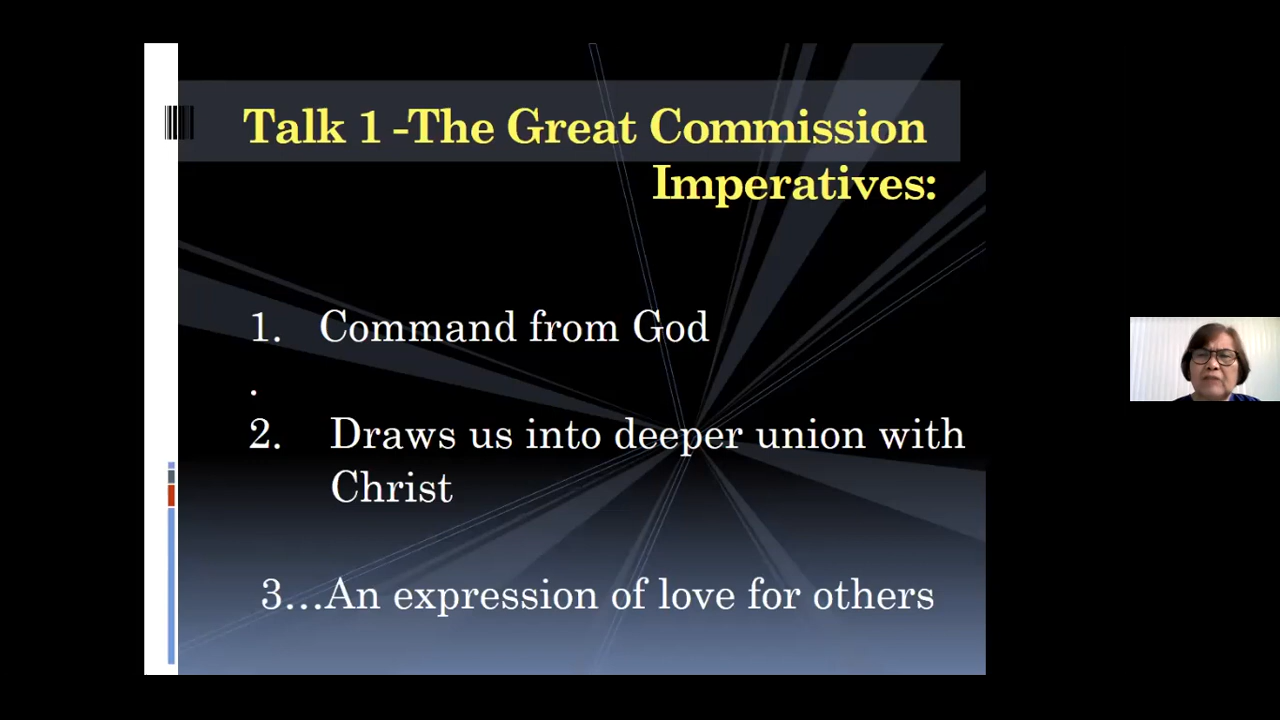 Talk 1 -The Great Commission
Imperatives:
1. Command from God
.
2. Draws us into deeper union with
Christ
3...An expression of love for others